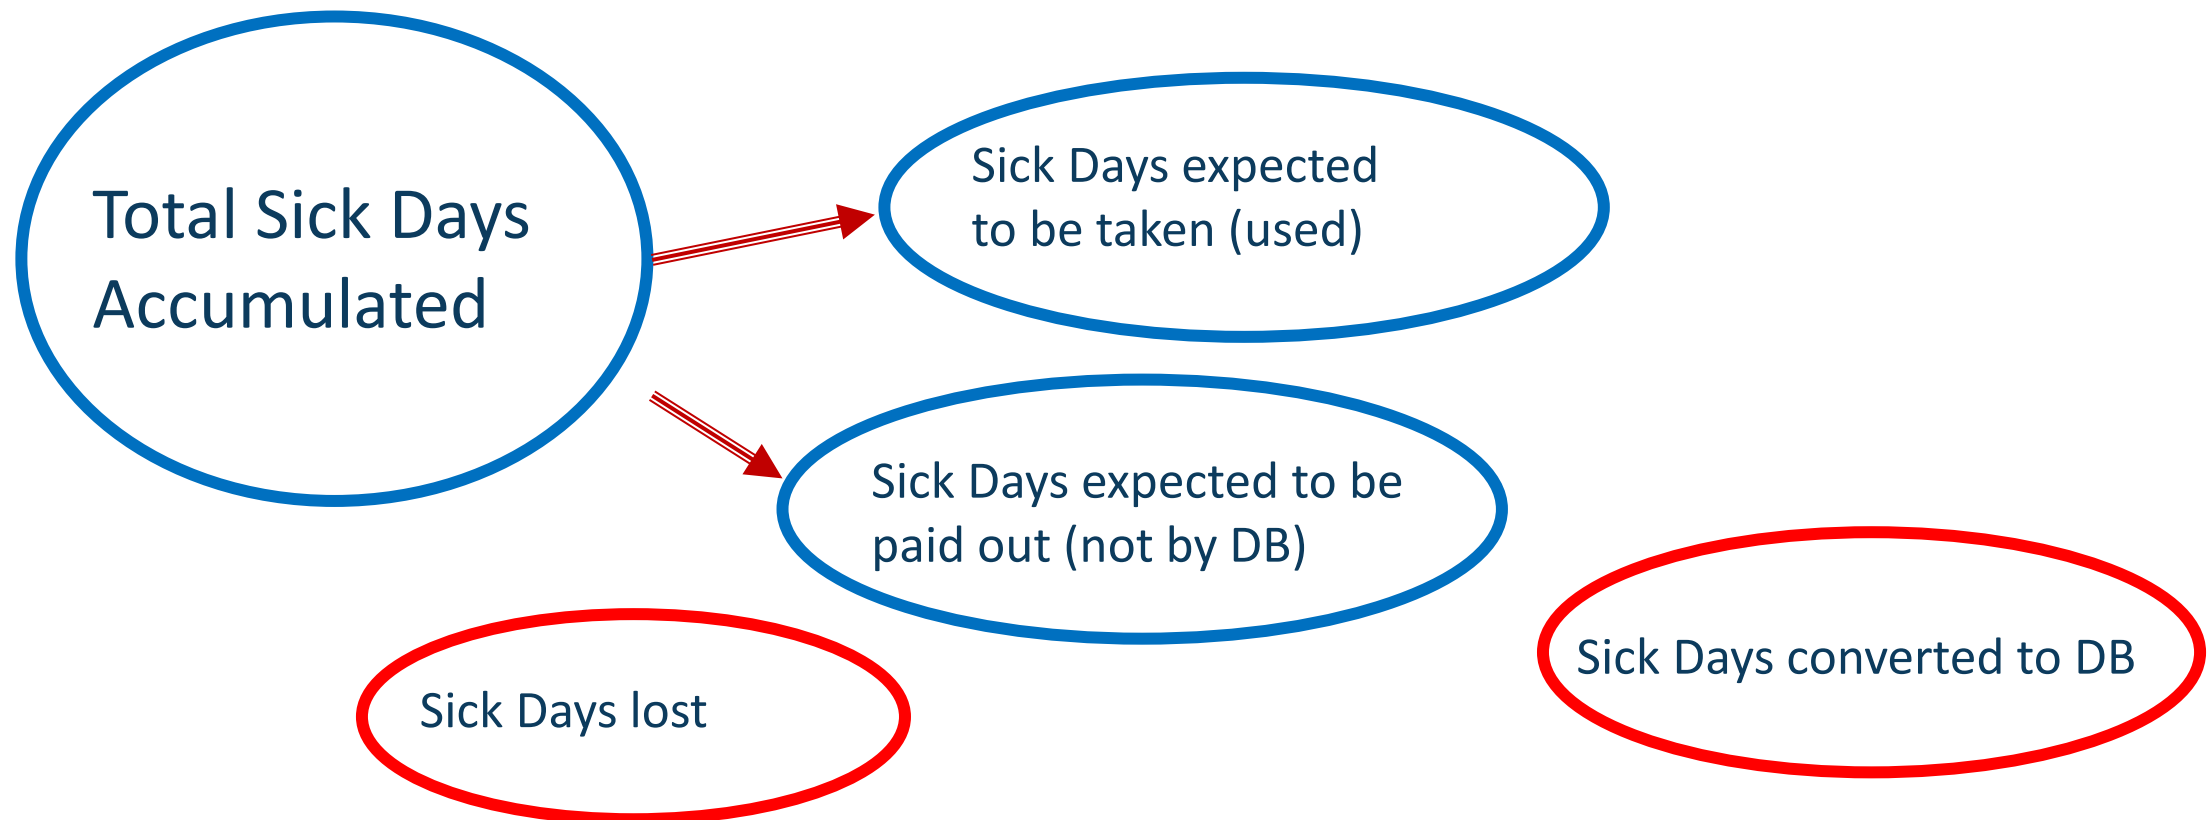 Total Sick Days
Accumulated
Sick Days expected
to be taken (used)
Sick Days expected to be
paid out (not by DB)
Sick Days lost
Sick Days converted to DB